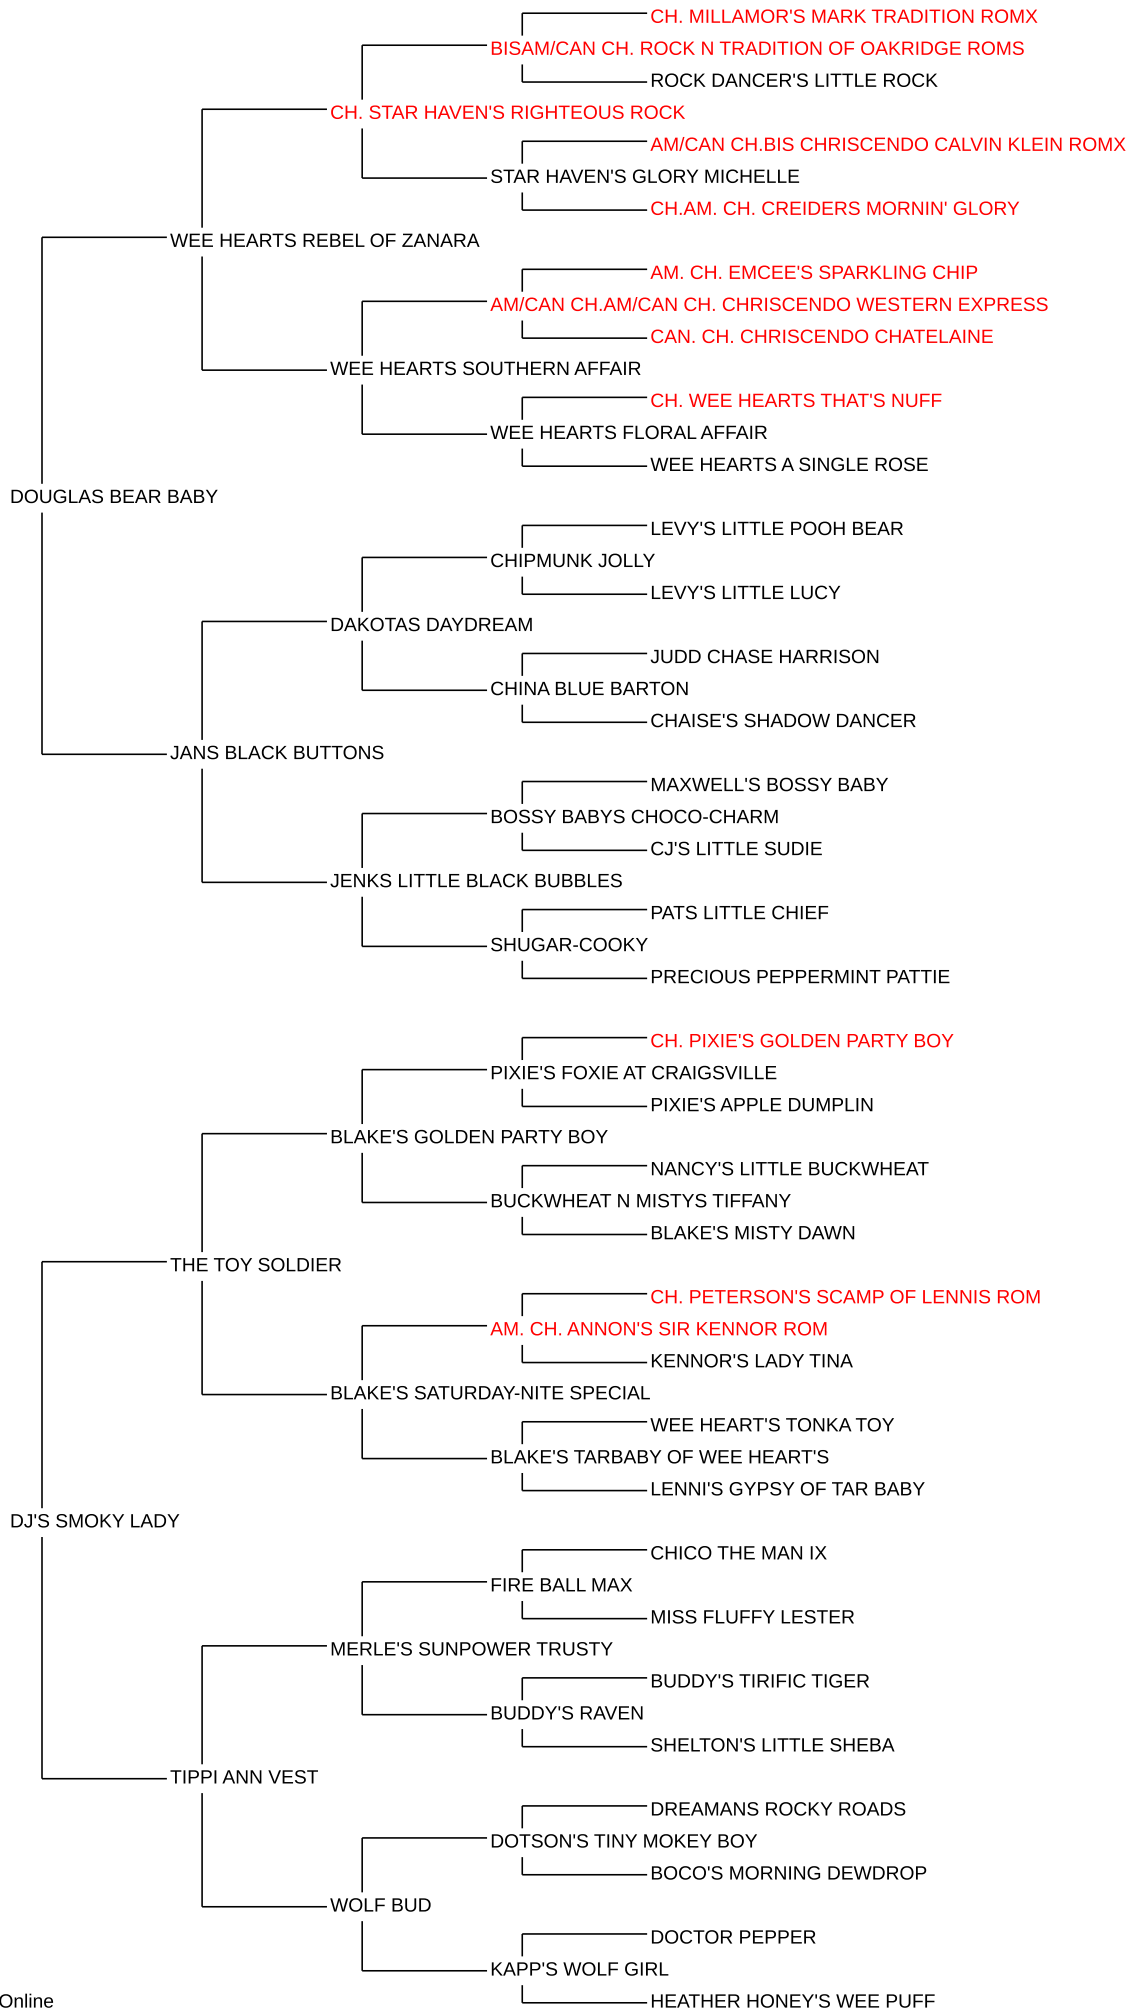 CH. MILLAMOR'S MARK TRADITION ROMX
BISAM/CAN CH. ROCK N TRADITION OF OAKRIDGE ROMS
ROCK DANCER'S LITTLE ROCK
CH. STAR HAVEN'S RIGHTEOUS ROCK
AM/CAN CH.BIS CHRISCENDO CALVIN KLEIN ROMX
STAR HAVEN'S GLORY MICHELLE
CH.AM. CH. CREIDERS MORNIN' GLORY
WEE HEARTS REBEL OF ZANARA
AM. CH. EMCEE'S SPARKLING CHIP
AM/CAN CH.AM/CAN CH. CHRISCENDO WESTERN EXPRESS
CAN. CH. CHRISCENDO CHATELAINE
WEE HEARTS SOUTHERN AFFAIR
CH. WEE HEARTS THAT'S NUFF
WEE HEARTS FLORAL AFFAIR
WEE HEARTS A SINGLE ROSE
DOUGLAS BEAR BABY
LEVY'S LITTLE POOH BEAR
CHIPMUNK JOLLY
LEVY'S LITTLE LUCY
DAKOTAS DAYDREAM
JUDD CHASE HARRISON
CHINA BLUE BARTON
CHAISE'S SHADOW DANCER
JANS BLACK BUTTONS
MAXWELL'S BOSSY BABY
BOSSY BABYS CHOCO-CHARM
CJ'S LITTLE SUDIE
JENKS LITTLE BLACK BUBBLES
PATS LITTLE CHIEF
SHUGAR-COOKY
PRECIOUS PEPPERMINT PATTIE
CH. PIXIE'S GOLDEN PARTY BOY
PIXIE'S FOXIE AT CRAIGSVILLE
PIXIE'S APPLE DUMPLIN
BLAKE'S GOLDEN PARTY BOY
NANCY'S LITTLE BUCKWHEAT
BUCKWHEAT N MISTYS TIFFANY
BLAKE'S MISTY DAWN
THE TOY SOLDIER
CH. PETERSON'S SCAMP OF LENNIS ROM
AM. CH. ANNON'S SIR KENNOR ROM
KENNOR'S LADY TINA
BLAKE'S SATURDAY-NITE SPECIAL
WEE HEART'S TONKA TOY
BLAKE'S TARBABY OF WEE HEART'S
LENNI'S GYPSY OF TAR BABY
DJ'S SMOKY LADY
CHICO THE MAN IX
FIRE BALL MAX
MISS FLUFFY LESTER
MERLE'S SUNPOWER TRUSTY
BUDDY'S TIRIFIC TIGER
BUDDY'S RAVEN
SHELTON'S LITTLE SHEBA
TIPPI ANN VEST
DREAMANS ROCKY ROADS
DOTSON'S TINY MOKEY BOY
BOCO'S MORNING DEWDROP
WOLF BUD
DOCTOR PEPPER
KAPP'S WOLF GIRL
HEATHER HONEY'S WEE PUFF
Online